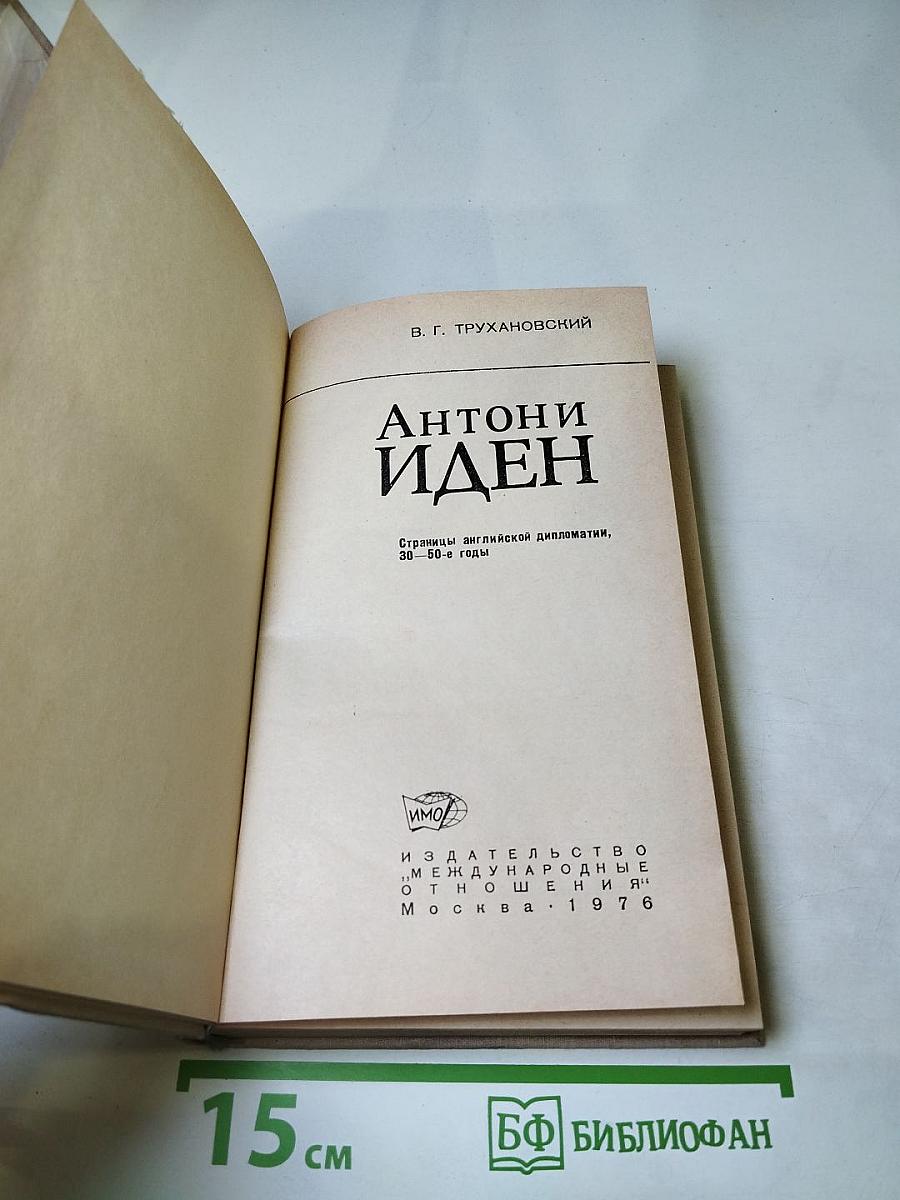 В. Г. ТРУХАНОВСКИЙ
АНТОНИ
ИДЕН
Страницы английской дипломатии,
30—50-е годы
ИМО
ИЗДАТЕЛЬСТВО
„МЕЖДУНАРОДНЫЕ
ОТНОШЕНИЯ“
Москва · 1976
15 см
БФ БИБЛИОФАН